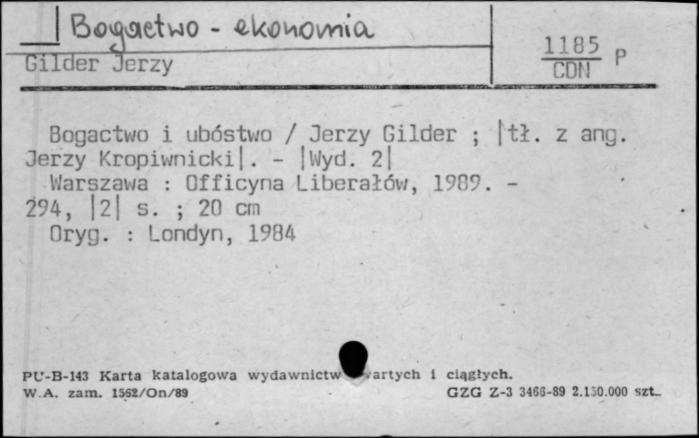 Bogactwo - ekonomia
1185
CDN P
Gilder Jerzy
Bogactwo i ubóstwo / Jerzy Gilder ; |tł. z ang.
Jerzy Kropiwnicki|. - |Wyd. 2|
Warszawa : Officyna Liberałów, 1989. -
294, |2| s. ; 20 cm
Oryg. : Londyn, 1984
PU-B-143 Karta katalogowa wydawnictw wartych i ciągłych.
W.A. zam. 1562/On/89 GZG Z-3 3466-89 2.150.000 szt.